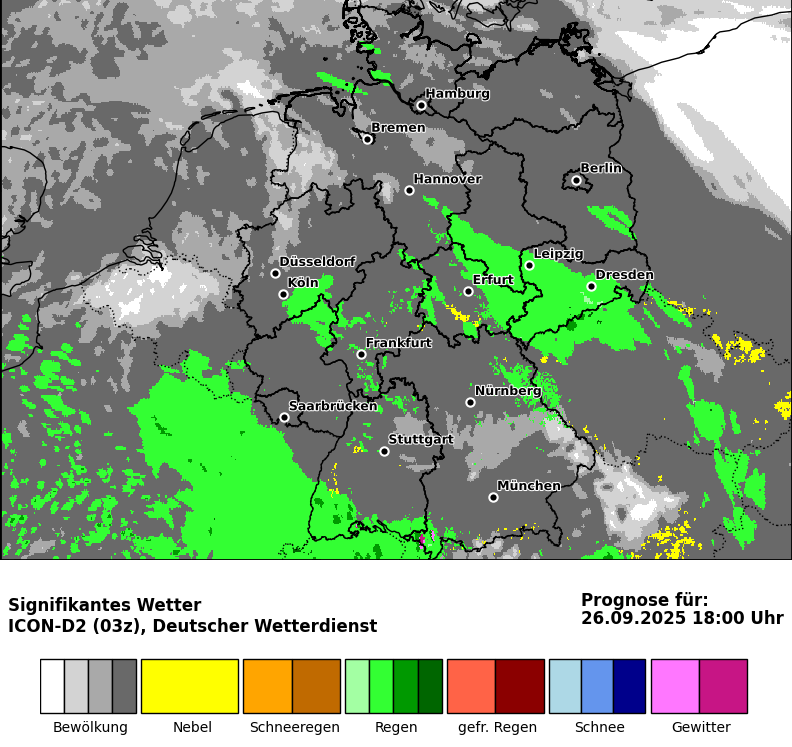 Hamburg
Bremen
Berlin
Hannover
Leipzig
Düsseldorf
Dresden
Köln
Erfurt
Frankfurt
Nürnberg
Saarbrücken
Stuttgart
München
Signifikantes Wetter
ICON-D2 (03z), Deutscher Wetterdienst
Prognose für:
26.09.2025 18:00 Uhr
Bewölkung Nebel Schneeregen Regen gefr. Regen Schnee Gewitter